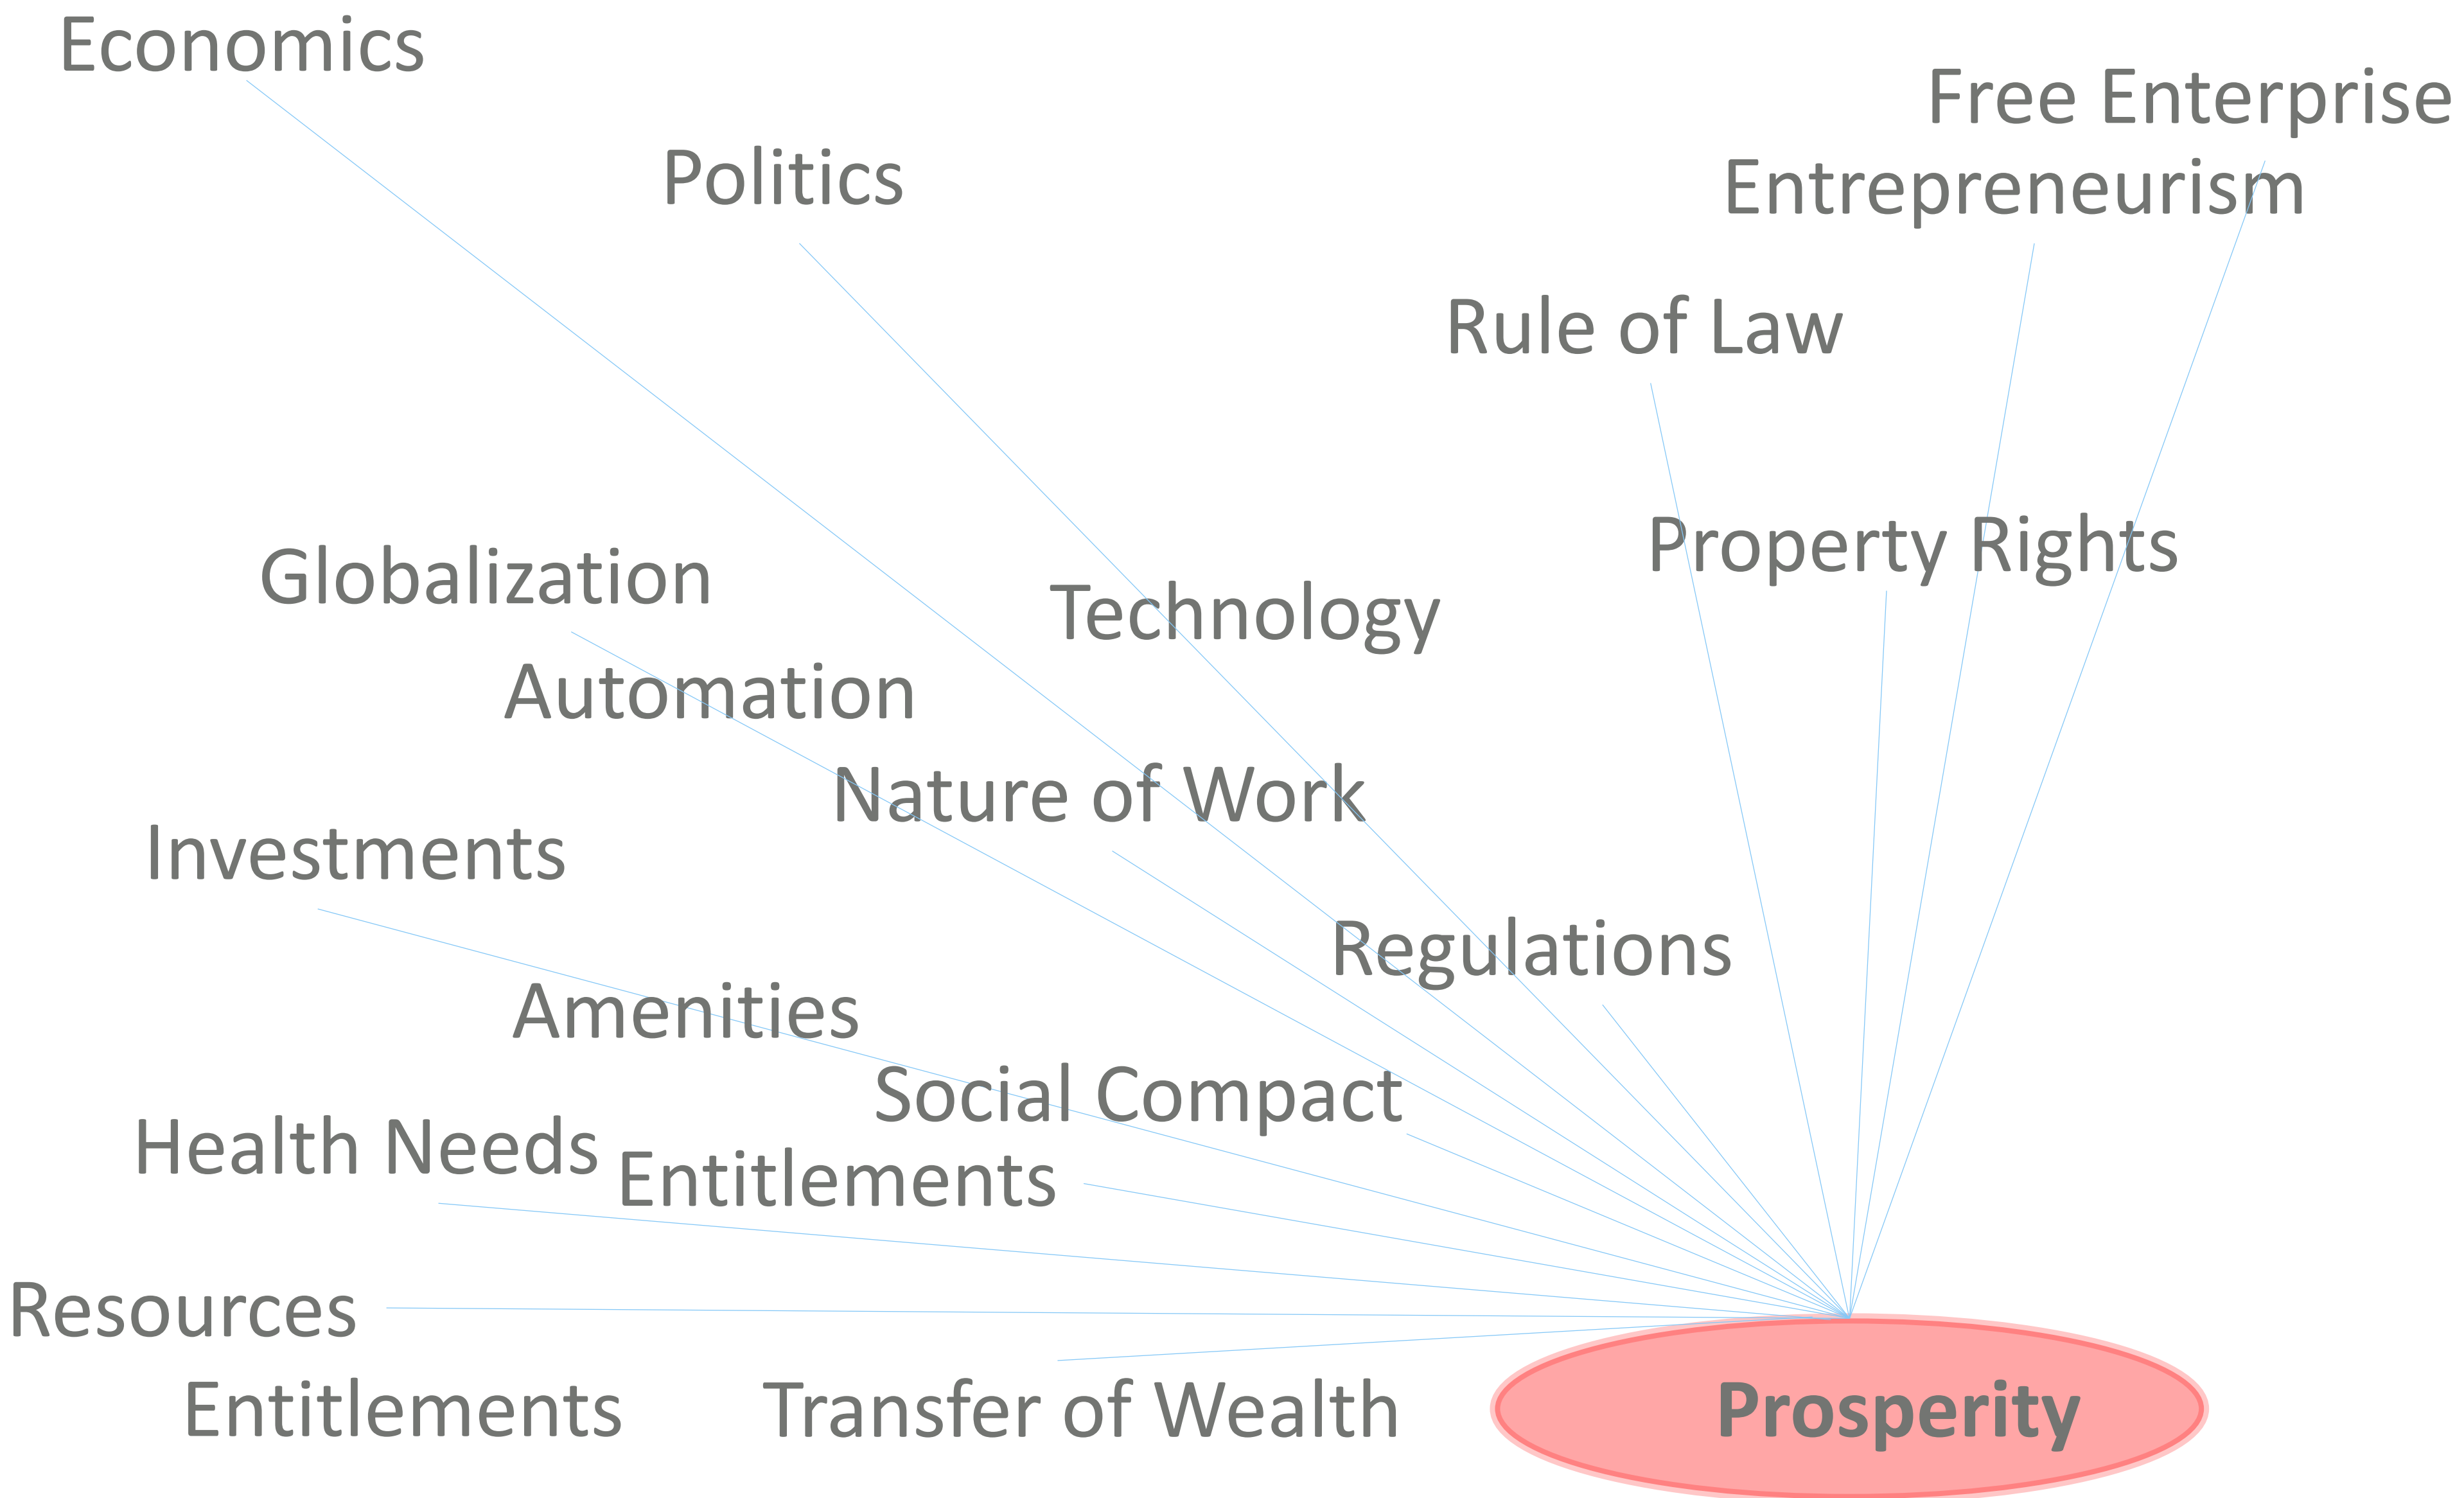 Economics
Free Enterprise
Politics
Entrepreneurism
Rule of Law
Property Rights
Globalization
Technology
Automation
Nature of Work
Investments
Regulations
Amenities
Social Compact
Health Needs
Entitlements
Resources
Entitlements
Transfer of Wealth
Prosperity